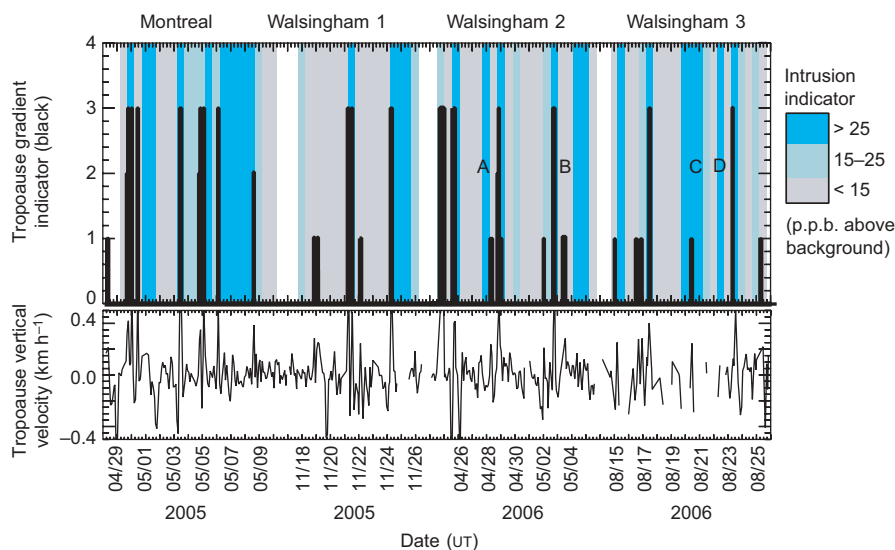 Montreal Walsingham 1 Walsingham 2 Walsingham 3
Tropoause gradient
indicator (black)
4
3
2
1
0
A B C D
Intrusion
indicator
> 25
15–25
< 15
(p.p.b. above
background)
Tropoause vertical
velocity (km h⁻¹)
0.4
0.0
–0.4
04/29 05/01 05/03 05/05 05/07 05/09 11/18 11/20 11/22 11/24 11/26 04/26 04/28 04/30 05/02 05/04 08/15 08/17 08/19 08/21 08/23 08/25
2005 2005 2006 2006
Date (UT)